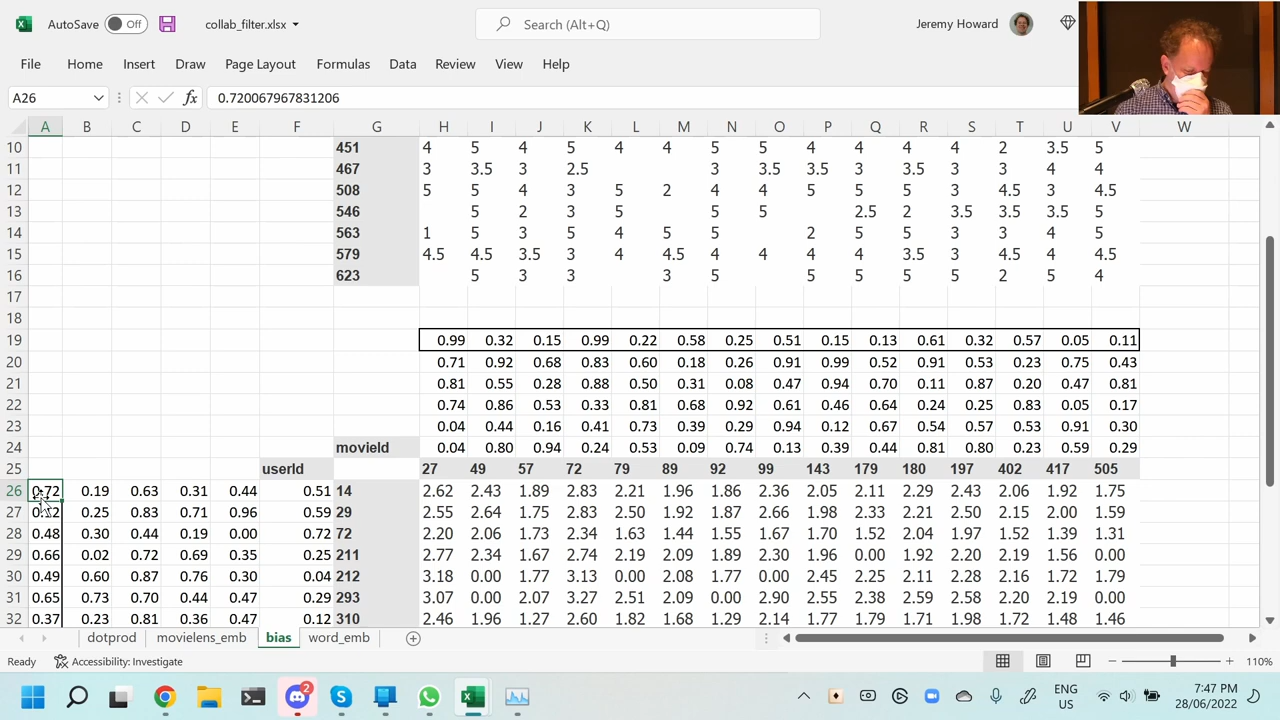 AutoSave Off collab_filter.xlsx Search (Alt+Q) Jeremy Howard
File Home Insert Draw Page Layout Formulas Data Review View Help
A26 fx 0.720067967831206
A B C D E F G H I J K L M N O P Q R S T U V W
10 451 4 5 4 5 4 4 5 5 4 4 4 4 2 3.5 5
11 467 3 3.5 3 2.5 3 3.5 3.5 3 3.5 3 3 4 4
12 508 5 5 4 3 5 2 4 4 5 5 5 3 4.5 3 4.5
13 546 5 2 3 5 5 5 2.5 2 3.5 3.5 3.5 5
14 563 1 5 3 5 4 5 5 2 5 5 3 3 4 5
15 579 4.5 4.5 3.5 3 4 4.5 4 4 4 4 3.5 3 4.5 4 4.5
16 623 5 3 3 3 5 5 5 5 5 2 5 4
17
18
19 0.99 0.32 0.15 0.99 0.22 0.58 0.25 0.51 0.15 0.13 0.61 0.32 0.57 0.05 0.11
20 0.71 0.92 0.68 0.83 0.60 0.18 0.26 0.91 0.99 0.52 0.91 0.53 0.23 0.75 0.43
21 0.81 0.55 0.28 0.88 0.50 0.31 0.08 0.47 0.94 0.70 0.11 0.87 0.20 0.47 0.81
22 0.74 0.86 0.53 0.33 0.81 0.68 0.92 0.61 0.46 0.64 0.24 0.25 0.83 0.05 0.17
23 0.04 0.44 0.16 0.41 0.73 0.39 0.29 0.94 0.12 0.67 0.54 0.57 0.53 0.91 0.30
24 movieId 0.04 0.80 0.94 0.24 0.53 0.09 0.74 0.13 0.39 0.44 0.81 0.80 0.23 0.59 0.29
25 userId 27 49 57 72 79 89 92 99 143 179 180 197 402 417 505
26 0.72 0.19 0.63 0.31 0.44 0.51 14 2.62 2.43 1.89 2.83 2.21 1.96 1.86 2.36 2.05 2.11 2.29 2.43 2.06 1.92 1.75
27 0.25 0.83 0.71 0.96 0.59 29 2.55 2.64 1.75 2.83 2.50 1.92 1.87 2.66 1.98 2.33 2.21 2.50 2.15 2.00 1.59
28 0.48 0.30 0.44 0.19 0.00 0.72 72 2.20 2.06 1.73 2.34 1.63 1.44 1.55 1.67 1.70 1.52 2.04 1.97 1.52 1.39 1.31
29 0.66 0.02 0.72 0.69 0.35 0.25 211 2.77 2.34 1.67 2.74 2.19 2.09 1.89 2.30 1.96 0.00 1.92 2.20 2.19 1.56 0.00
30 0.49 0.60 0.87 0.76 0.30 0.04 212 3.18 0.00 1.77 3.13 0.00 2.08 1.77 0.00 2.45 2.25 2.11 2.28 2.16 1.72 1.79
31 0.65 0.73 0.70 0.44 0.47 0.29 293 3.07 0.00 2.07 3.27 2.51 2.09 0.00 2.90 2.55 2.38 2.59 2.58 2.20 2.19 0.00
32 0.37 0.23 0.81 0.36 0.44 0.12 310 2.46 1.96 1.27 2.60 1.82 1.68 1.29 2.14 1.77 1.79 1.71 1.98 1.72 1.48 1.46
dotprod movielens_emb bias word_emb
Ready Accessibility: Investigate 110%
2 ENG US 7:47 PM 28/06/2022